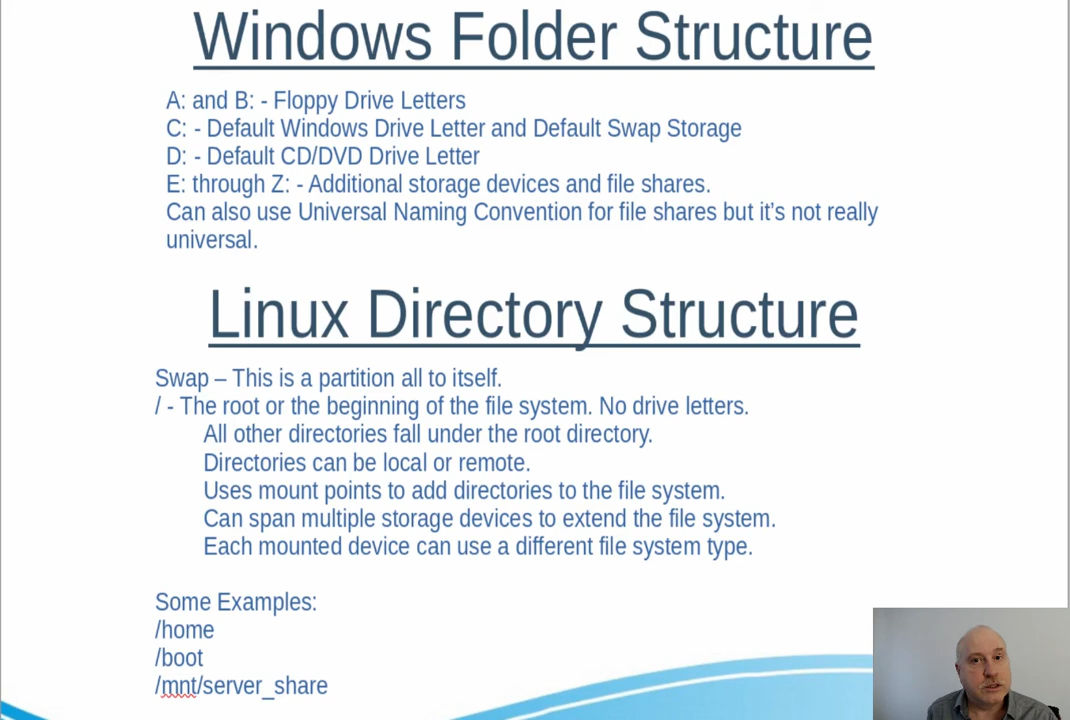 Windows Folder Structure
A: and B: - Floppy Drive Letters
C: - Default Windows Drive Letter and Default Swap Storage
D: - Default CD/DVD Drive Letter
E: through Z: - Additional storage devices and file shares.
Can also use Universal Naming Convention for file shares but it’s not really
universal.
Linux Directory Structure
Swap – This is a partition all to itself.
/ - The root or the beginning of the file system. No drive letters.
All other directories fall under the root directory.
Directories can be local or remote.
Uses mount points to add directories to the file system.
Can span multiple storage devices to extend the file system.
Each mounted device can use a different file system type.
Some Examples:
/home
/boot
/mnt/server_share